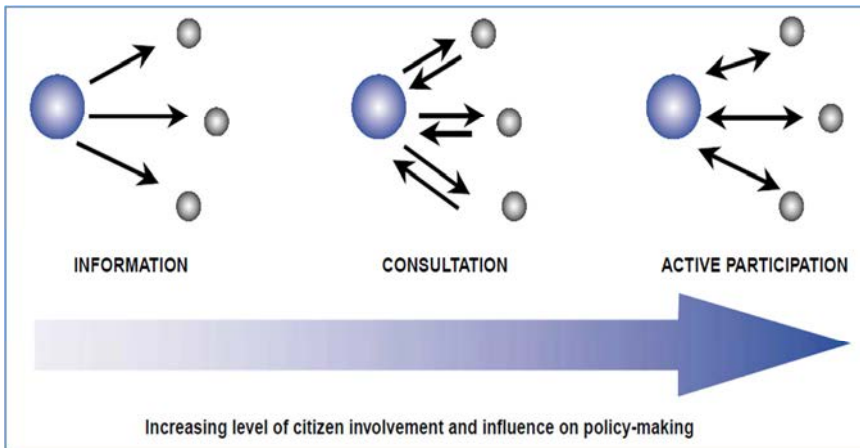 INFORMATION
CONSULTATION
ACTIVE PARTICIPATION
Increasing level of citizen involvement and influence on policy-making